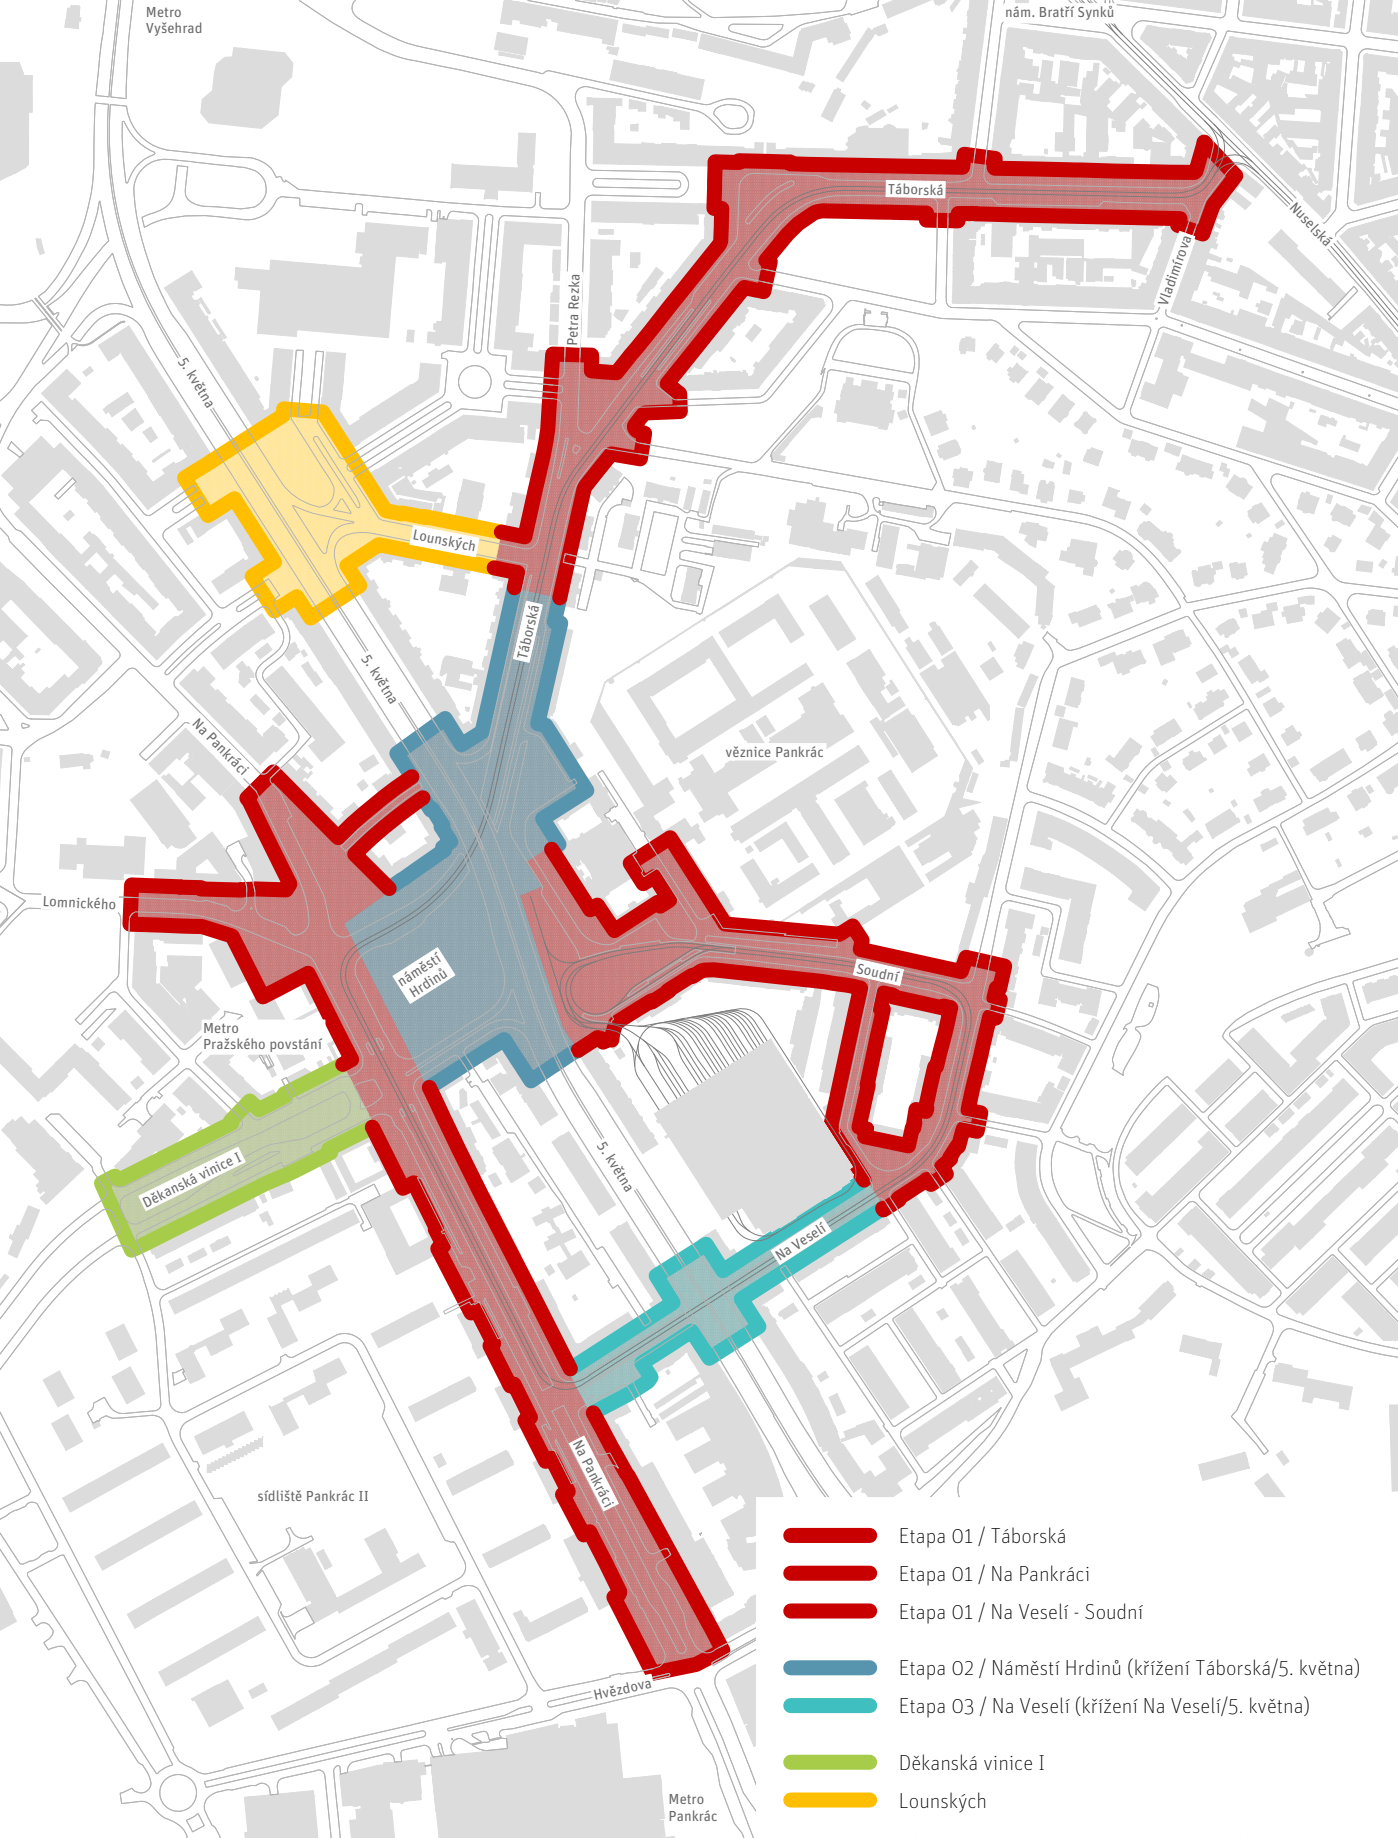 Metro
Vyšehrad
nám. Bratří Synků
Táborská
Nuselská
Vladimírova
Petra Rezka
5. května
Lounských
Táborská
5. května
Na Pankráci
věznice Pankrác
Lomnického
náměstí
Hrdinů
Soudní
Metro
Pražského povstání
Děkanská vinice I
5. května
Na Veselí
Na Pankráci
sídliště Pankrác II
Hvězdova
Metro
Pankrác
Etapa 01 / Táborská
Etapa 01 / Na Pankráci
Etapa 01 / Na Veselí - Soudní
Etapa 02 / Náměstí Hrdinů (křížení Táborská/5. května)
Etapa 03 / Na Veselí (křížení Na Veselí/5. května)
Děkanská vinice I
Lounských